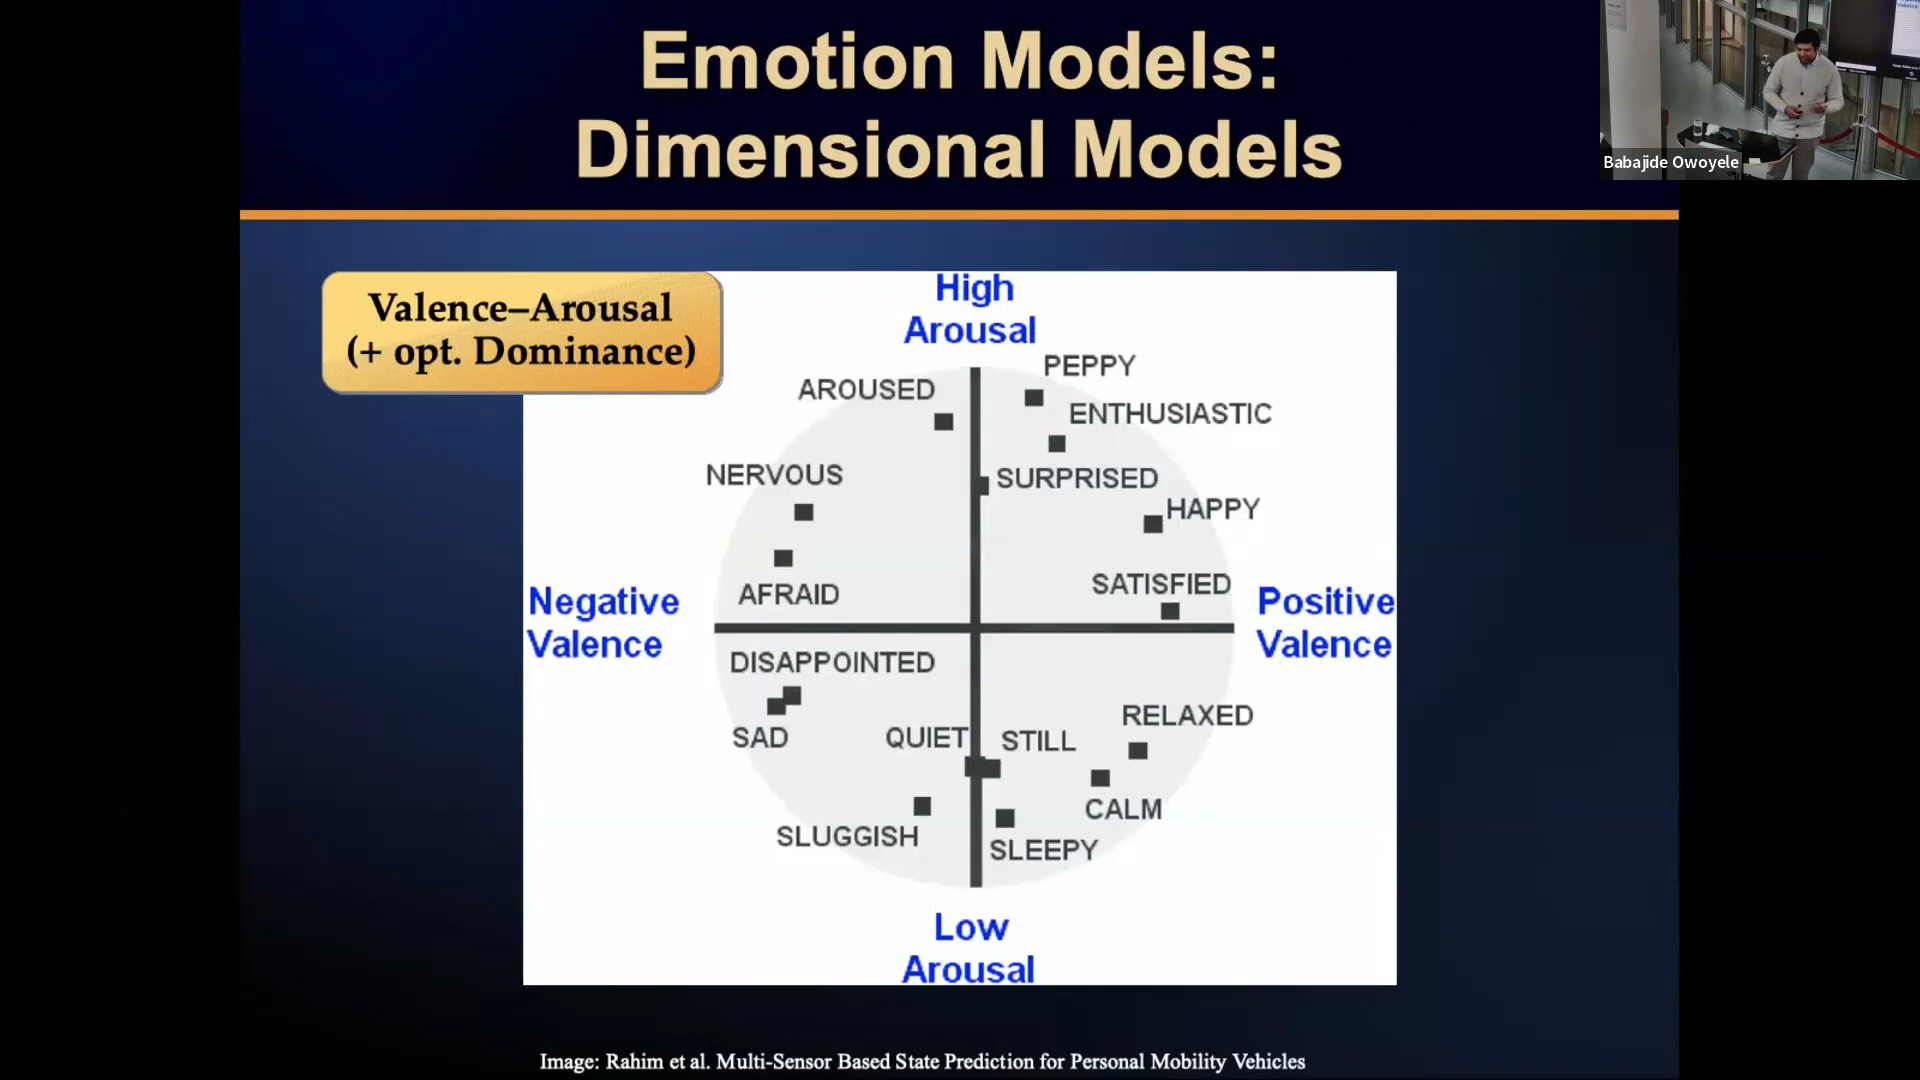 Emotion Models:
Dimensional Models
Babajide Owoyele
Valence–Arousal
(+ opt. Dominance)
High
Arousal
PEPPY
AROUSED
ENTHUSIASTIC
NERVOUS
SURPRISED
HAPPY
AFRAID
SATISFIED
Negative
Valence
Positive
Valence
DISAPPOINTED
SAD
QUIET
STILL
RELAXED
CALM
SLUGGISH
SLEEPY
Low
Arousal
Image: Rahim et al. Multi-Sensor Based State Prediction for Personal Mobility Vehicles